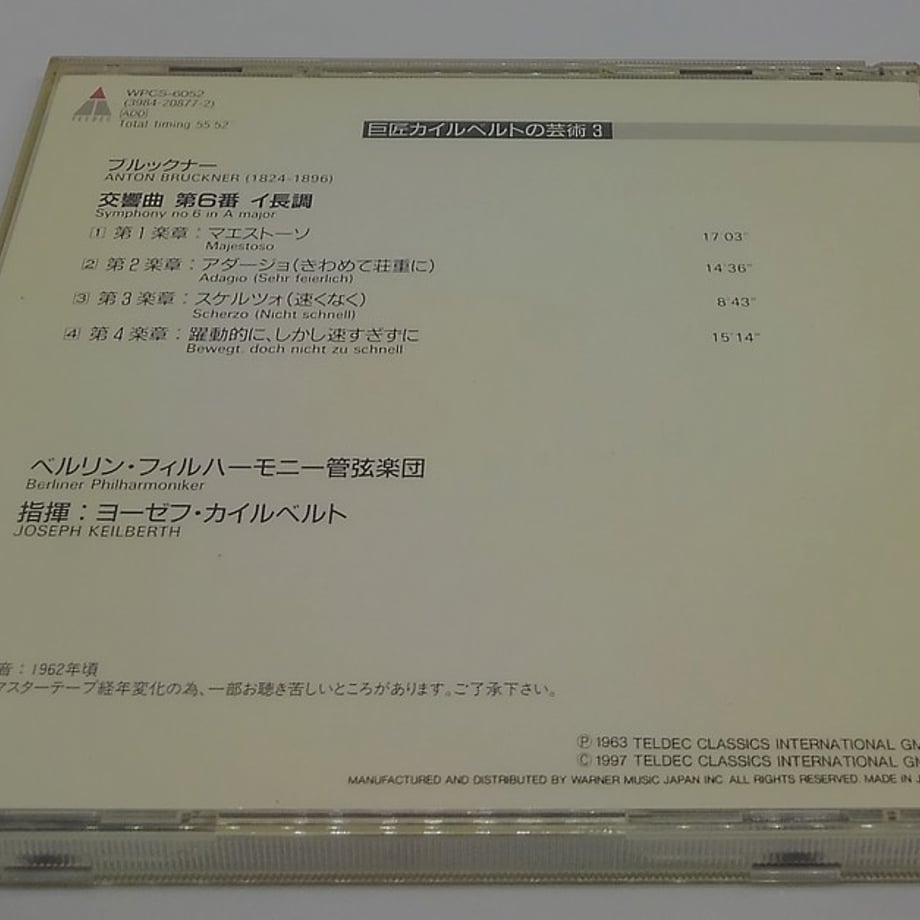 WPCS-6052
(3984-20877-2)
[ADD]
TELDEC Total timing 55'52
巨匠カイルベルトの芸術 3
ブルックナー
ANTON BRUCKNER (1824-1896)
交響曲 第6番 イ長調
Symphony no.6 in A major
1 第1楽章：マエストーソ 17'03"
Majestoso
2 第2楽章：アダージョ(きわめて荘重に) 14'36"
Adagio (Sehr feierlich)
3 第3楽章：スケルツォ(速くなく) 8'43"
Scherzo (Nicht schnell)
4 第4楽章：躍動的に、しかし速すぎずに 15'14"
Bewegt, doch nicht zu schnell
ベルリン・フィルハーモニー管弦楽団
Berliner Philharmoniker
指揮：ヨーゼフ・カイルベルト
JOSEPH KEILBERTH
音：1962年頃
マスターテープ経年変化の為、一部お聴き苦しいところがあります。ご了承下さい。
Ⓟ 1963 TELDEC CLASSICS INTERNATIONAL GM
Ⓒ 1997 TELDEC CLASSICS INTERNATIONAL GM
MANUFACTURED AND DISTRIBUTED BY WARNER MUSIC JAPAN INC. ALL RIGHTS RESERVED. MADE IN J